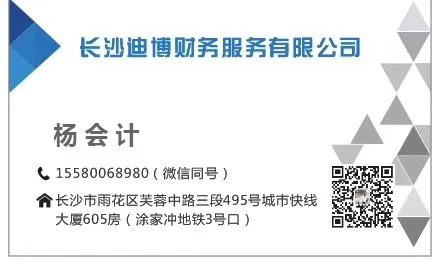 长沙迪博财务服务有限公司
杨会计
15580068980（微信同号）
长沙市雨花区芙蓉中路三段495号城市快线
大厦605房（涂家冲地铁3号口）